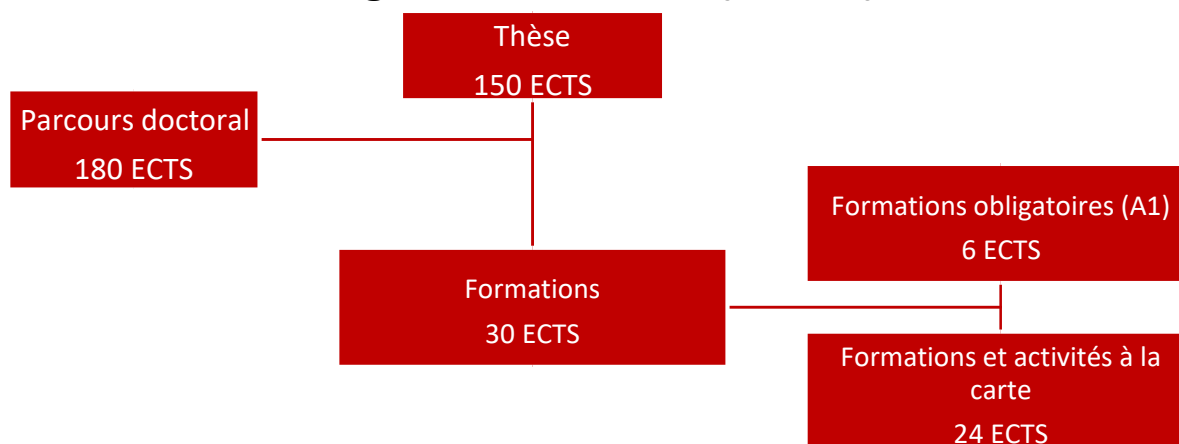 Thèse
150 ECTS
Parcours doctoral
180 ECTS
Formations obligatoires (A1)
6 ECTS
Formations
30 ECTS
Formations et activités à la
carte
24 ECTS